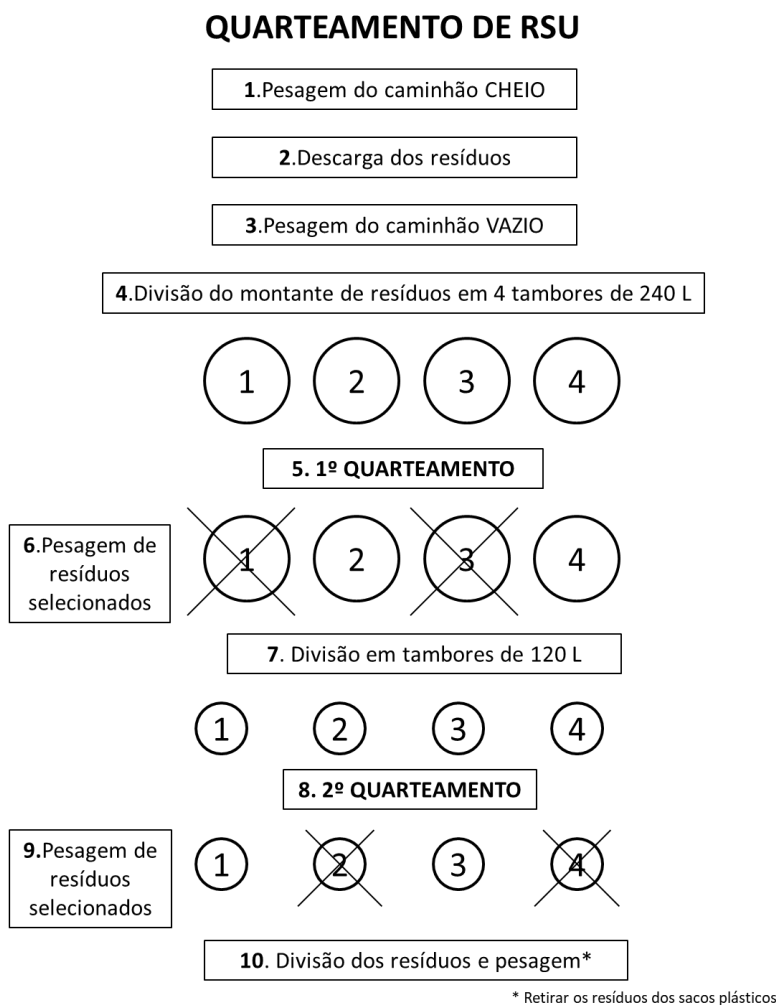 QUARTEAMENTO DE RSU
1.Pesagem do caminhão CHEIO
2.Descarga dos resíduos
3.Pesagem do caminhão VAZIO
4.Divisão do montante de resíduos em 4 tambores de 240 L
1 2 3 4
5. 1º QUARTEAMENTO
6.Pesagem de
resíduos
selecionados
1 2 3 4
7. Divisão em tambores de 120 L
1 2 3 4
8. 2º QUARTEAMENTO
9.Pesagem de
resíduos
selecionados
1 2 3 4
10. Divisão dos resíduos e pesagem*
* Retirar os resíduos dos sacos plásticos